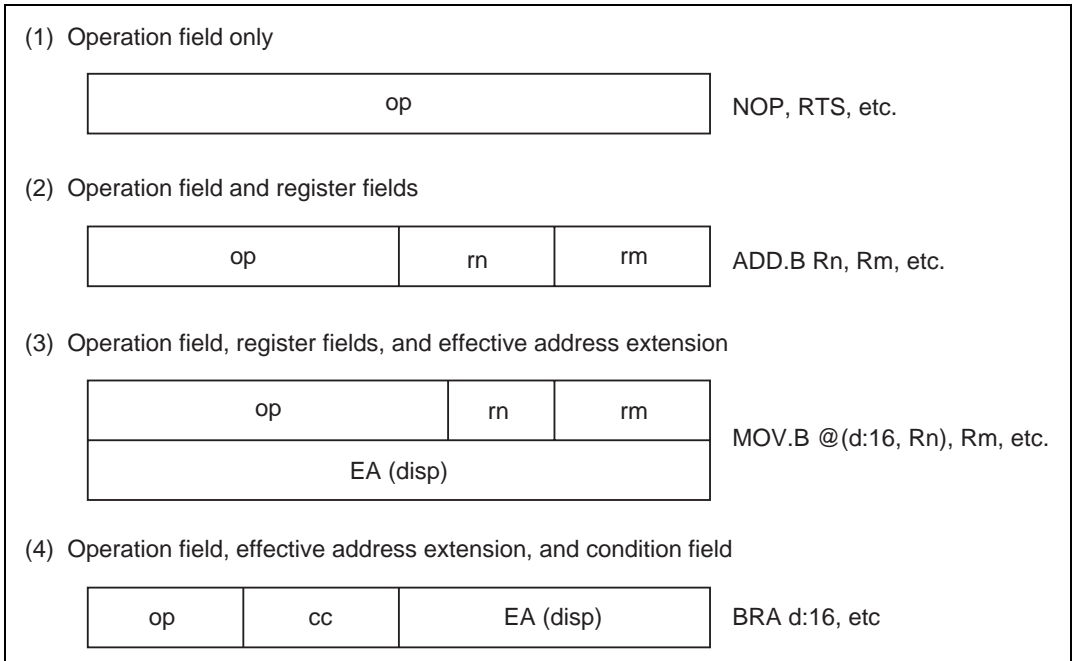 (1) Operation field only
op
NOP, RTS, etc.
(2) Operation field and register fields
op rn rm
ADD.B Rn, Rm, etc.
(3) Operation field, register fields, and effective address extension
op rn rm
MOV.B @(d:16, Rn), Rm, etc.
EA (disp)
(4) Operation field, effective address extension, and condition field
op cc EA (disp)
BRA d:16, etc